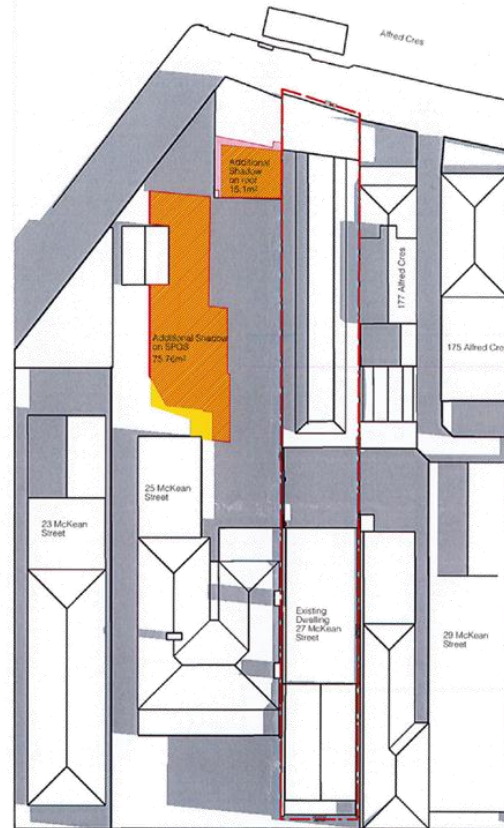 Alfred Cres
Additional
Shadow
on roof
15.1m²
177 Alfred Cres
Additional Shadow
on SPOS
75.76m²
175 Alfred Cres
25 McKean
Street
23 McKean
Street
Existing
Dwelling
27 McKean
Street
29 McKean
Street